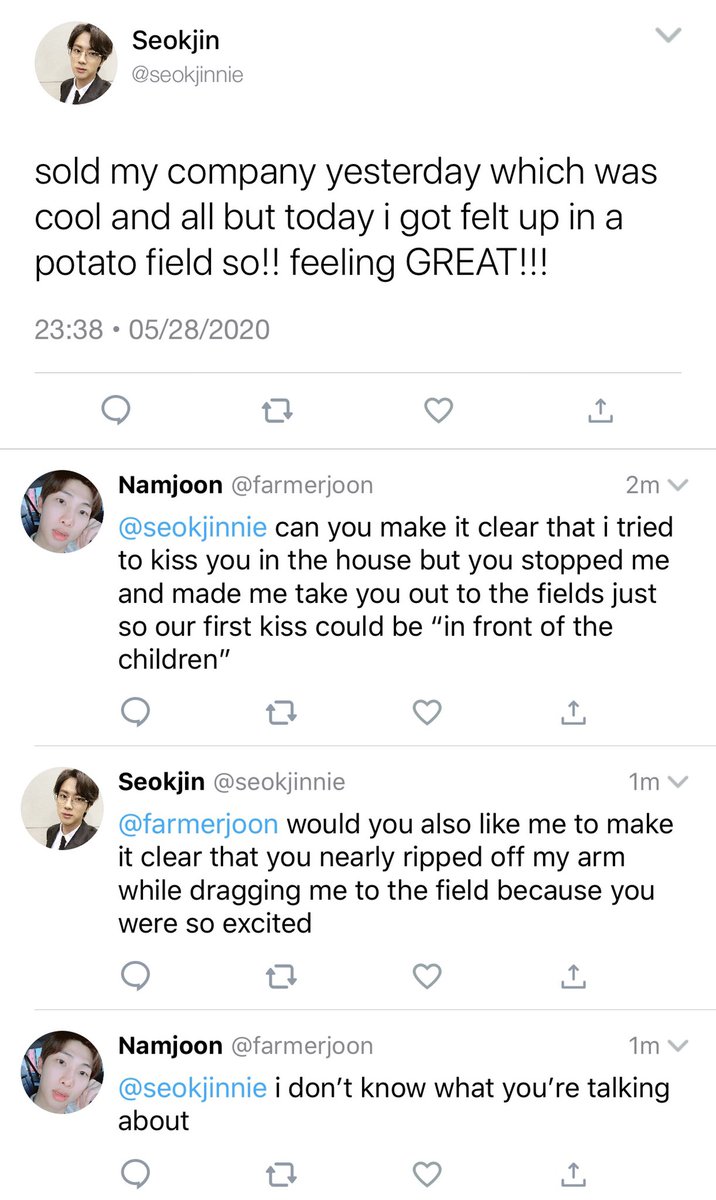 Seokjin
@seokjinnie
sold my company yesterday which was
cool and all but today i got felt up in a
potato field so!! feeling GREAT!!!
23:38 • 05/28/2020
Namjoon @farmerjoon 2m
@seokjinnie can you make it clear that i tried
to kiss you in the house but you stopped me
and made me take you out to the fields just
so our first kiss could be “in front of the
children”
Seokjin @seokjinnie 1m
@farmerjoon would you also like me to make
it clear that you nearly ripped off my arm
while dragging me to the field because you
were so excited
Namjoon @farmerjoon 1m
@seokjinnie i don’t know what you’re talking
about